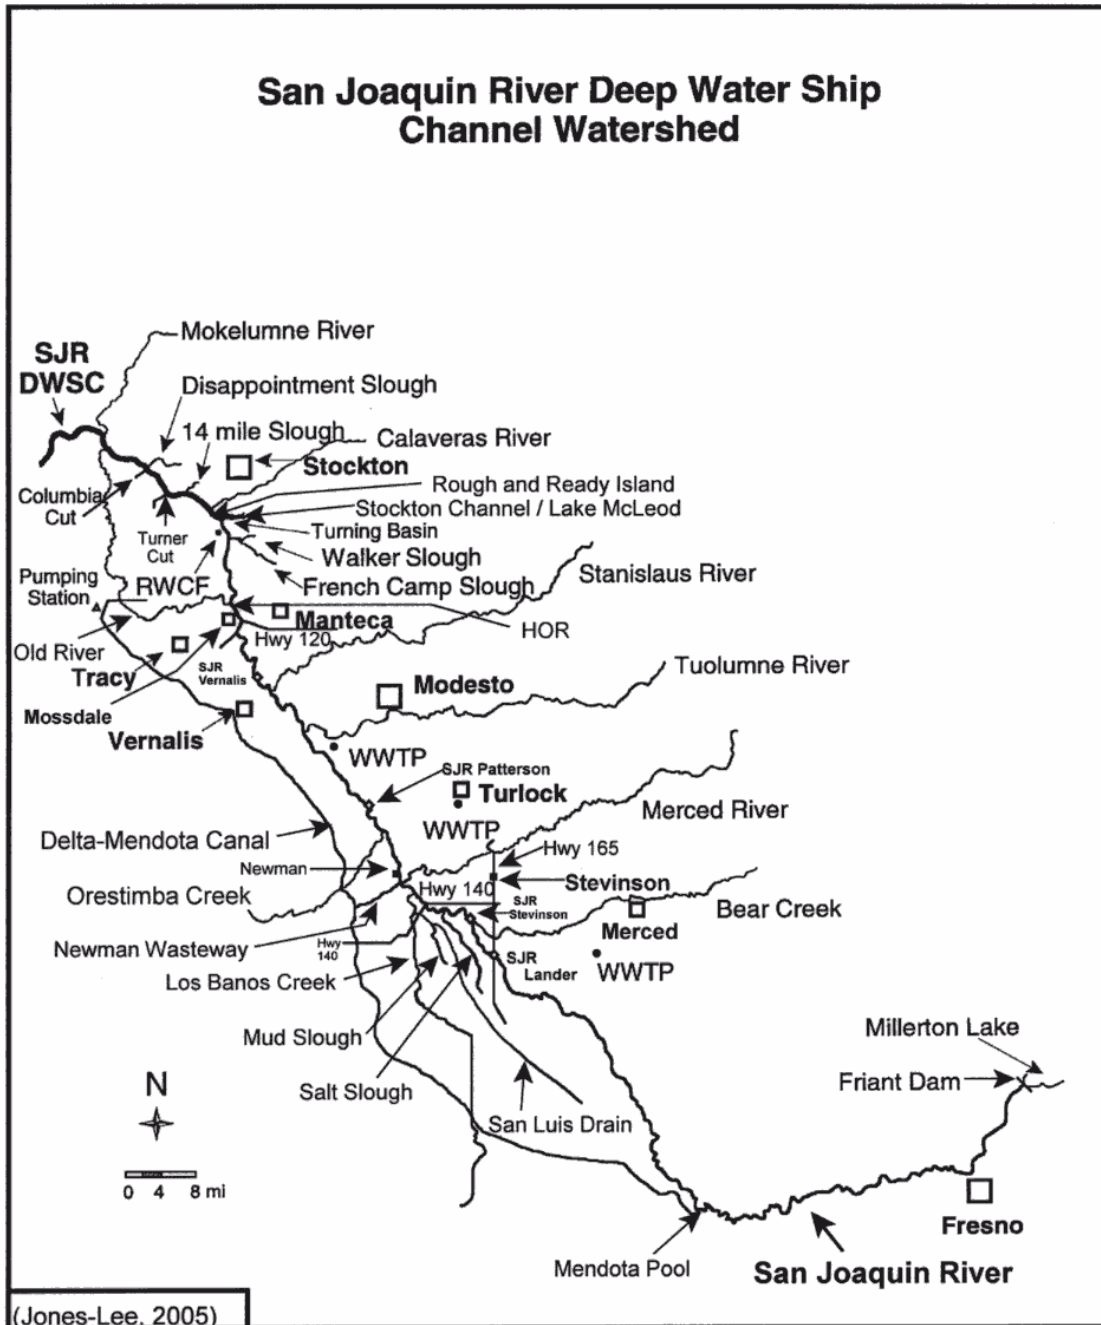 San Joaquin River Deep Water Ship
Channel Watershed
Mokelumne River
SJR
DWSC
Disappointment Slough
14 mile Slough
Calaveras River
Stockton
Rough and Ready Island
Columbia
Cut
Stockton Channel / Lake McLeod
Turner
Cut
Turning Basin
Walker Slough
Pumping
Station
RWCF
French Camp Slough
Stanislaus River
Manteca
HOR
Hwy 120
Old River
Tracy
SJR
Vernalis
Tuolumne River
Modesto
Mossdale
Vernalis
WWTP
SJR Patterson
Turlock
Merced River
WWTP
Delta-Mendota Canal
Hwy 165
Newman
Stevinson
Hwy 140
Orestimba Creek
SJR
Stevinson
Bear Creek
Merced
Newman Wasteway
Hwy
140
SJR
Lander
WWTP
Los Banos Creek
Mud Slough
Millerton Lake
Salt Slough
Friant Dam
N
San Luis Drain
0 4 8 mi
Fresno
Mendota Pool
San Joaquin River
(Jones-Lee, 2005)